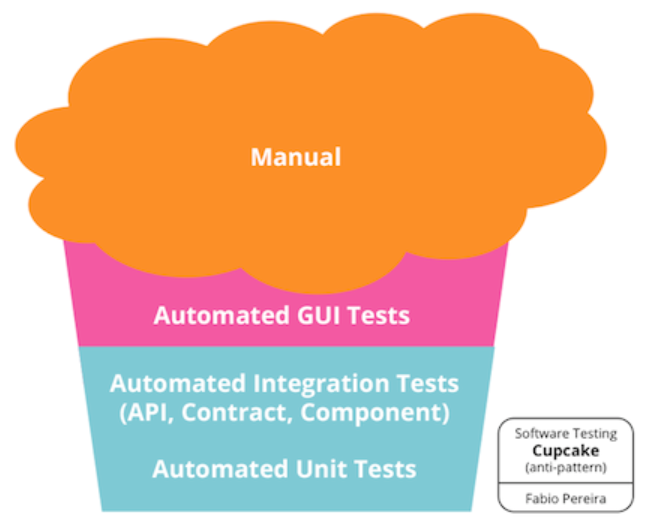 Manual
Automated GUI Tests
Automated Integration Tests
(API, Contract, Component)
Automated Unit Tests
Software Testing
Cupcake
(anti-pattern)
Fabio Pereira